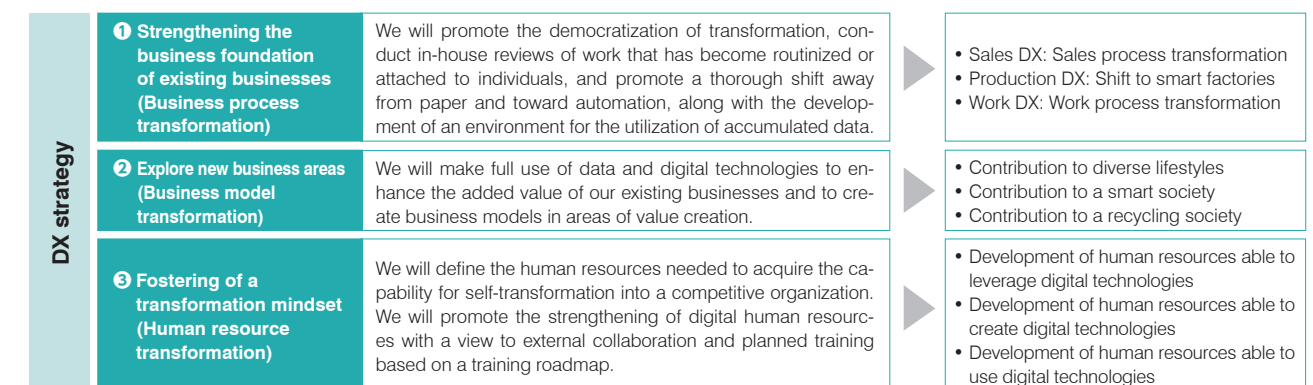 DX strategy
❶ Strengthening the
business foundation
of existing businesses
(Business process
transformation)
We will promote the democratization of transformation, con-
duct in-house reviews of work that has become routinized or
attached to individuals, and promote a thorough shift away
from paper and toward automation, along with the develop-
ment of an environment for the utilization of accumulated data.
• Sales DX: Sales process transformation
• Production DX: Shift to smart factories
• Work DX: Work process transformation
❷ Explore new business areas
(Business model
transformation)
We will make full use of data and digital technologies to en-
hance the added value of our existing businesses and to cre-
ate business models in areas of value creation.
• Contribution to diverse lifestyles
• Contribution to a smart society
• Contribution to a recycling society
❸ Fostering of a
transformation mindset
(Human resource
transformation)
We will define the human resources needed to acquire the ca-
pability for self-transformation into a competitive organization.
We will promote the strengthening of digital human resourc-
es with a view to external collaboration and planned training
based on a training roadmap.
• Development of human resources able to
leverage digital technologies
• Development of human resources able to
create digital technologies
• Development of human resources able to
use digital technologies